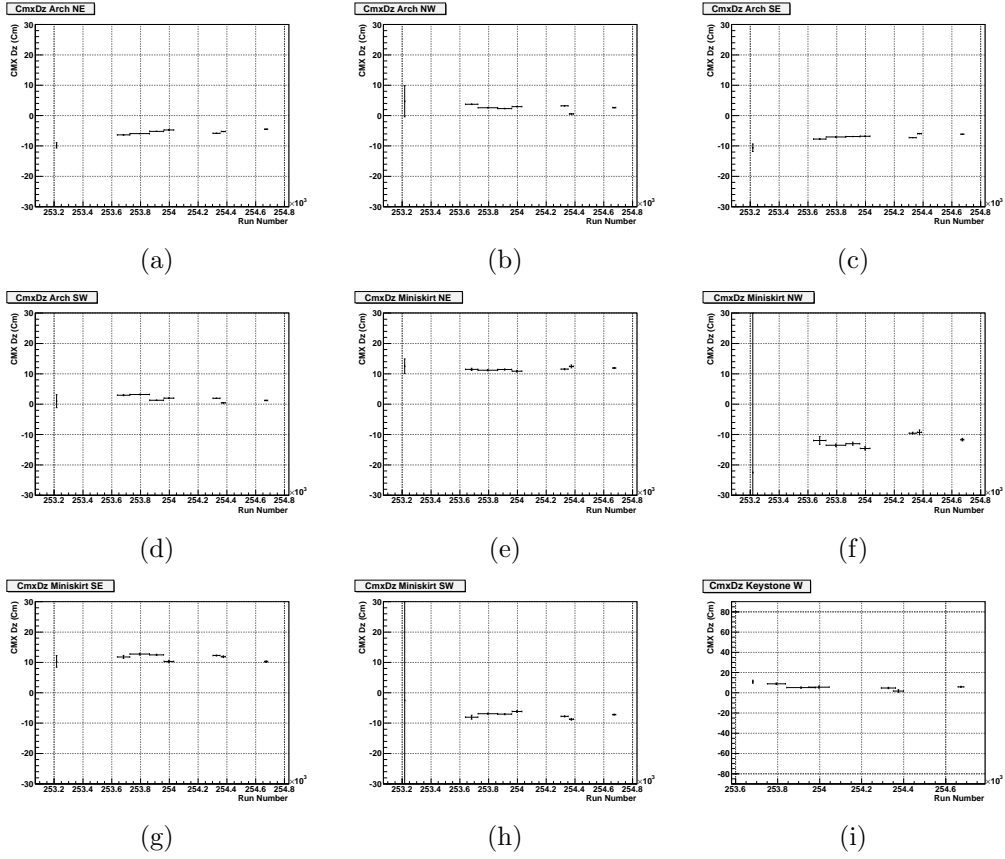 CmxDz Arch NE
CMX Dz (Cm)
30
20
10
0
-10
-20
-30
253.2 253.4 253.6 253.8 254 254.2 254.4 254.6 254.8
×10³
Run Number
(a)
CmxDz Arch NW
CMX Dz (Cm)
30
20
10
0
-10
-20
-30
253.2 253.4 253.6 253.8 254 254.2 254.4 254.6 254.8
×10³
Run Number
(b)
CmxDz Arch SE
CMX Dz (Cm)
30
20
10
0
-10
-20
-30
253.2 253.4 253.6 253.8 254 254.2 254.4 254.6 254.8
×10³
Run Number
(c)
CmxDz Arch SW
CMX Dz (Cm)
30
20
10
0
-10
-20
-30
253.2 253.4 253.6 253.8 254 254.2 254.4 254.6 254.8
×10³
Run Number
(d)
CmxDz Miniskirt NE
CMX Dz (Cm)
30
20
10
0
-10
-20
-30
253.2 253.4 253.6 253.8 254 254.2 254.4 254.6 254.8
×10³
Run Number
(e)
CmxDz Miniskirt NW
CMX Dz (Cm)
30
20
10
0
-10
-20
-30
253.2 253.4 253.6 253.8 254 254.2 254.4 254.6 254.8
×10³
Run Number
(f)
CmxDz Miniskirt SE
CMX Dz (Cm)
30
20
10
0
-10
-20
-30
253.2 253.4 253.6 253.8 254 254.2 254.4 254.6 254.8
×10³
Run Number
(g)
CmxDz Miniskirt SW
CMX Dz (Cm)
30
20
10
0
-10
-20
-30
253.2 253.4 253.6 253.8 254 254.2 254.4 254.6 254.8
×10³
Run Number
(h)
CmxDz Keystone W
CMX Dz (Cm)
80
60
40
20
0
-20
-40
-60
-80
253.6 253.8 254 254.2 254.4 254.6
×10³
Run Number
(i)